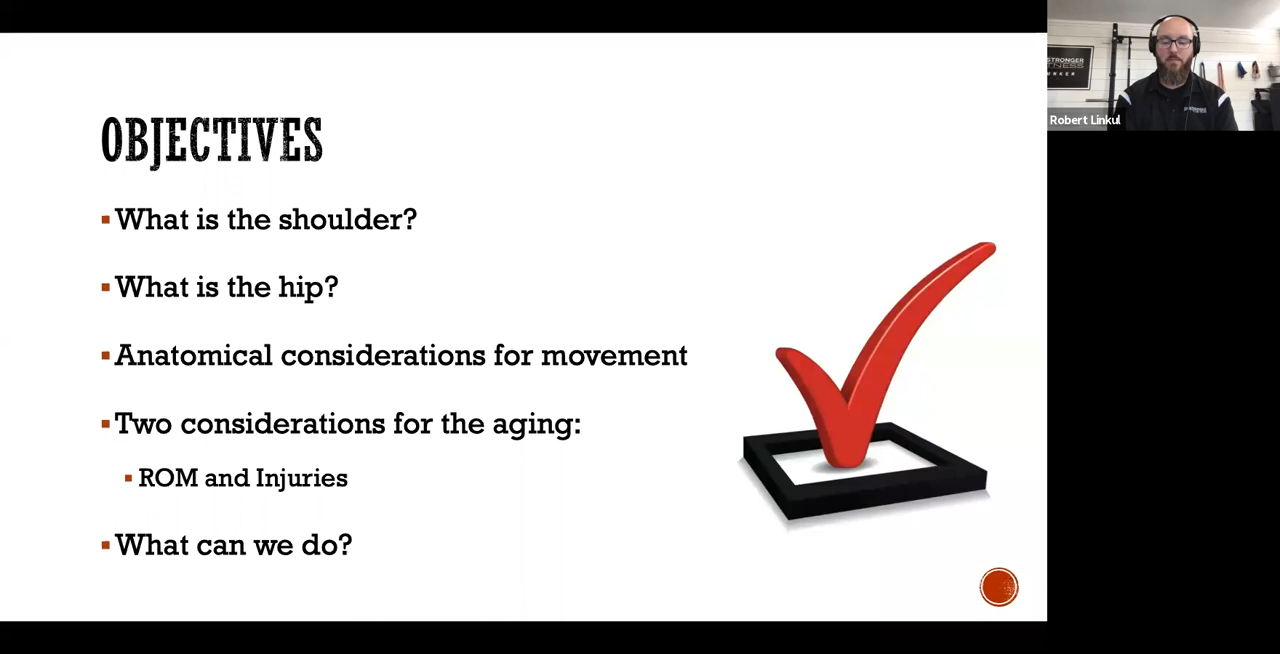 OBJECTIVES
What is the shoulder?
What is the hip?
Anatomical considerations for movement
Two considerations for the aging:
ROM and Injuries
What can we do?
STRONGER
Robert Linkul